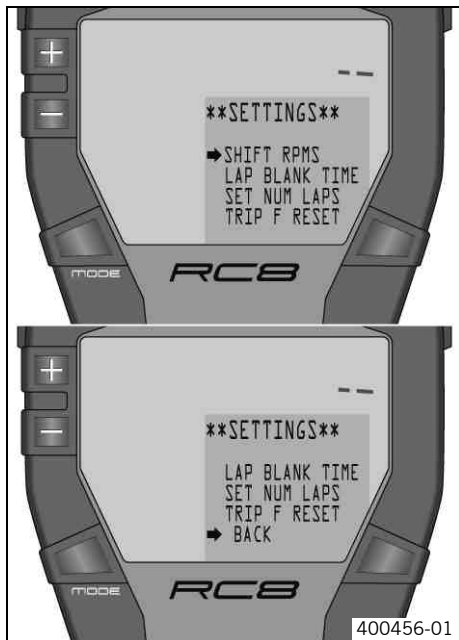 +
--
−
**SETTINGS**
➡SHIFT RPMS
LAP BLANK TIME
SET NUM LAPS
TRIP F RESET
MODE
RC8
+
--
−
**SETTINGS**
LAP BLANK TIME
SET NUM LAPS
TRIP F RESET
➡ BACK
MODE
RC8
400456-01